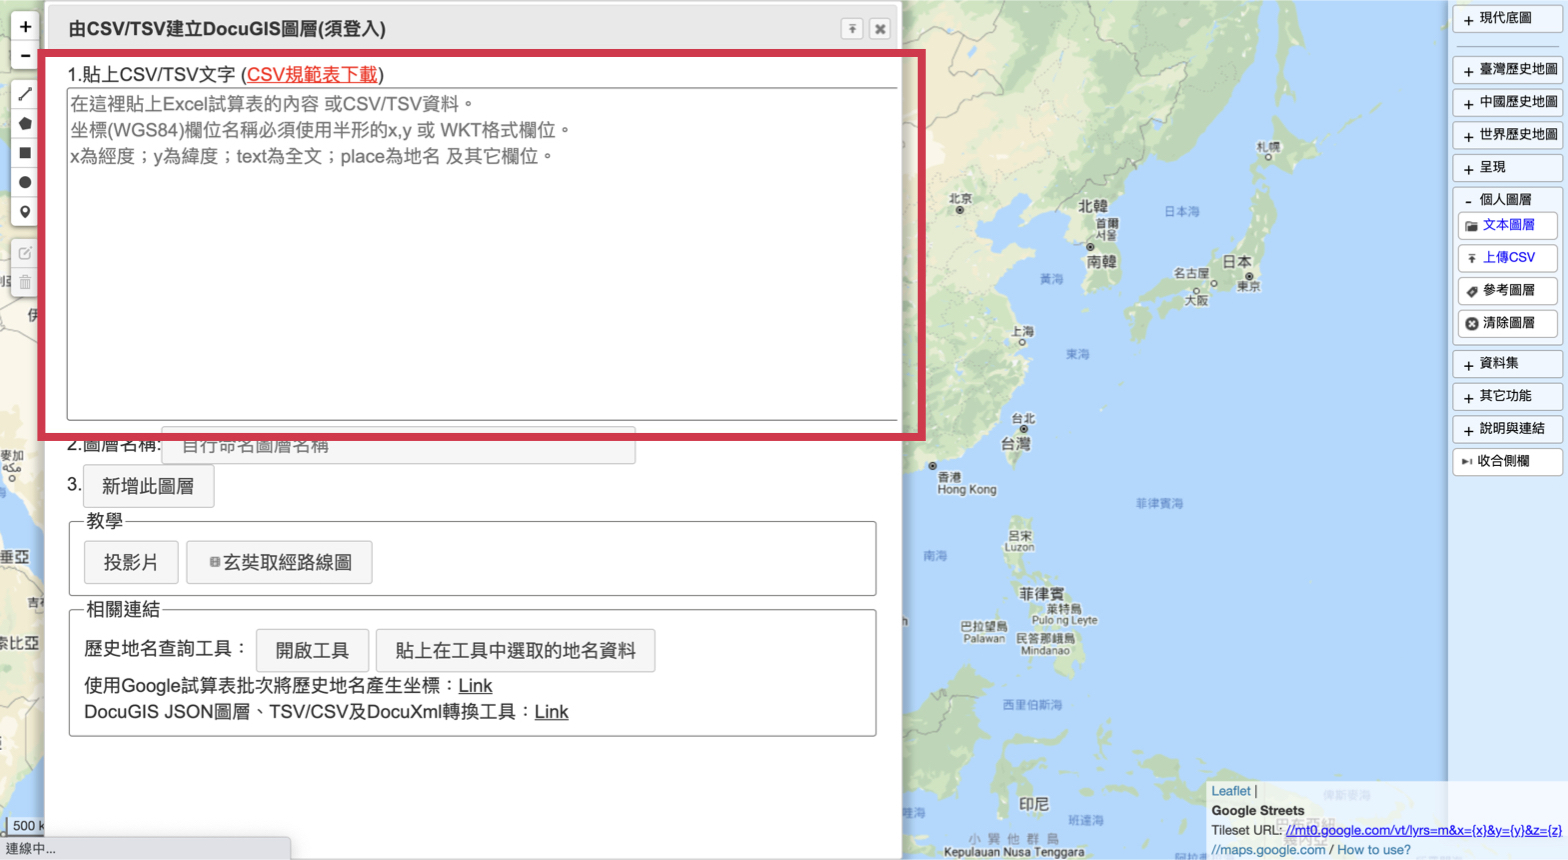 由CSV/TSV建立DocuGIS圖層(須登入)
1.貼上CSV/TSV文字 (CSV規範表下載)
在這裡貼上Excel試算表的內容 或CSV/TSV資料。
坐標(WGS84)欄位名稱必須使用半形的x,y 或 WKT格式欄位。
x為經度；y為緯度；text為全文；place為地名 及其它欄位。
2.圖層名稱:
自行命名圖層名稱
3.
新增此圖層
教學
投影片
玄奘取經路線圖
相關連結
歷史地名查詢工具：
開啟工具
貼上在工具中選取的地名資料
使用Google試算表批次將歷史地名產生坐標：Link
DocuGIS JSON圖層、TSV/CSV及DocuXml轉換工具：Link
+
−
伊
麥加
مكة
垂亞
索比亞
500 k
連線中...
札幌
北京
北韓
首爾
서울
南韓
日本海
日本
名古屋
東京
大阪
黃海
上海
東海
台北
台灣
香港
Hong Kong
菲律賓海
呂宋
Luzon
南海
菲律賓
萊特島
Pulo ng Leyte
巴拉望島
Palawan
民答那峨島
Mindanao
西里伯斯海
印尼
班達海
小巽他群島
Kepulauan Nusa Tenggara
+ 現代底圖
+ 臺灣歷史地圖
+ 中國歷史地圖
+ 世界歷史地圖
+ 呈現
- 個人圖層
文本圖層
上傳CSV
參考圖層
清除圖層
+ 資料集
+ 其它功能
+ 說明與連結
收合側欄
Leaflet |
Google Streets
Tileset URL: //mt0.google.com/vt/lyrs=m&x={x}&y={y}&z={z}
//maps.google.com / How to use?